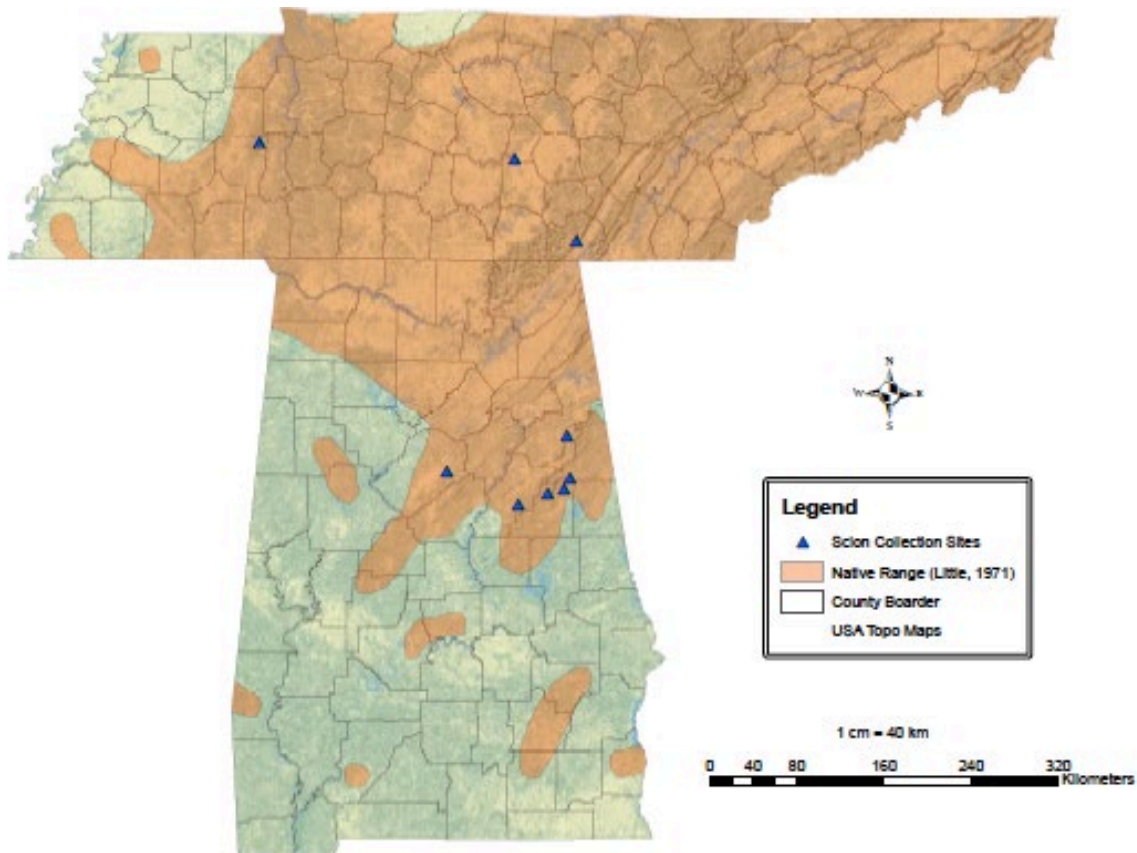 N
W E
S
Legend
Scion Collection Sites
Native Range (Little, 1971)
County Boarder
USA Topo Maps
1 cm = 40 km
0 40 80 160 240 320
Kilometers